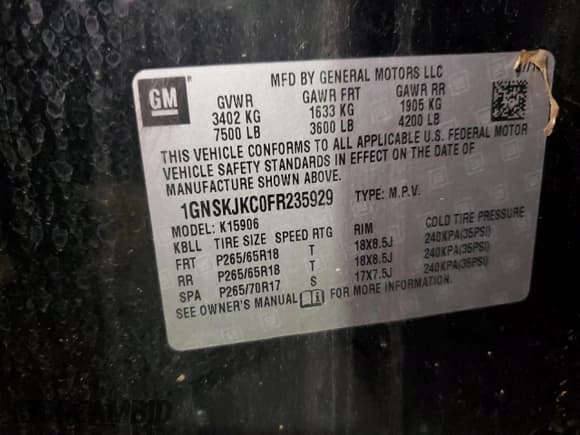 GM
MFD BY GENERAL MOTORS LLC
GVWR GAWR FRT GAWR RR
3402 KG 1633 KG 1905 KG
7500 LB 3600 LB 4200 LB
THIS VEHICLE CONFORMS TO ALL APPLICABLE U.S. FEDERAL MOTOR
VEHICLE SAFETY STANDARDS IN EFFECT ON THE DATE OF
MANUFACTURE SHOWN ABOVE.
1GNSKJKC0FR235929 TYPE: M.P.V.
MODEL: K15906
KBLL TIRE SIZE SPEED RTG RIM COLD TIRE PRESSURE
FRT P265/65R18 T 18X8.5J 240KPA(35PSI)
RR P265/65R18 T 18X8.5J 240KPA(35PSI)
SPA P265/70R17 S 17X7.5J 240KPA(35PSI)
SEE OWNER'S MANUAL FOR MORE INFORMATION.